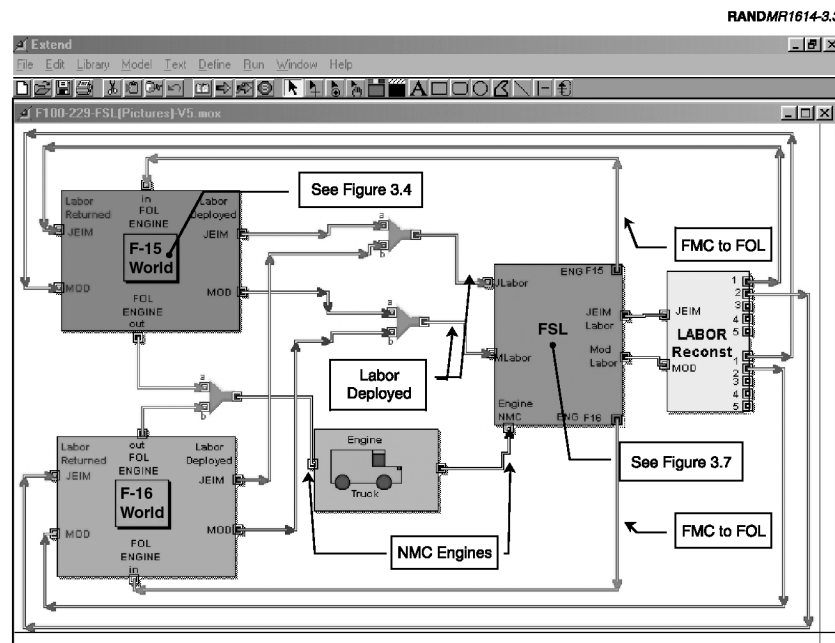 RANDMR1614-3.3
Extend
File Edit Library Model Text Define Run Window Help
F100-229-FSL[Pictures]-V5.mox
Labor Returned
in
FOL
ENGINE
Labor Deployed
JEIM
JEIM
F-15
World
MOD
MOD
FOL
ENGINE
out
See Figure 3.4
a
b
a
b
a
b
Labor
Deployed
ENG F15
JLabor
JEIM
Labor
FSL
MLabor
Mod
Labor
Engine
NMC
ENG F16
FMC to FOL
JEIM
LABOR
Reconst
MOD
1
2
3
4
5
1
2
3
4
5
Engine
Truck
See Figure 3.7
FMC to FOL
NMC Engines
Labor
Returned
out
FOL
ENGINE
Labor
Deployed
JEIM
JEIM
F-16
World
MOD
MOD
FOL
ENGINE
in